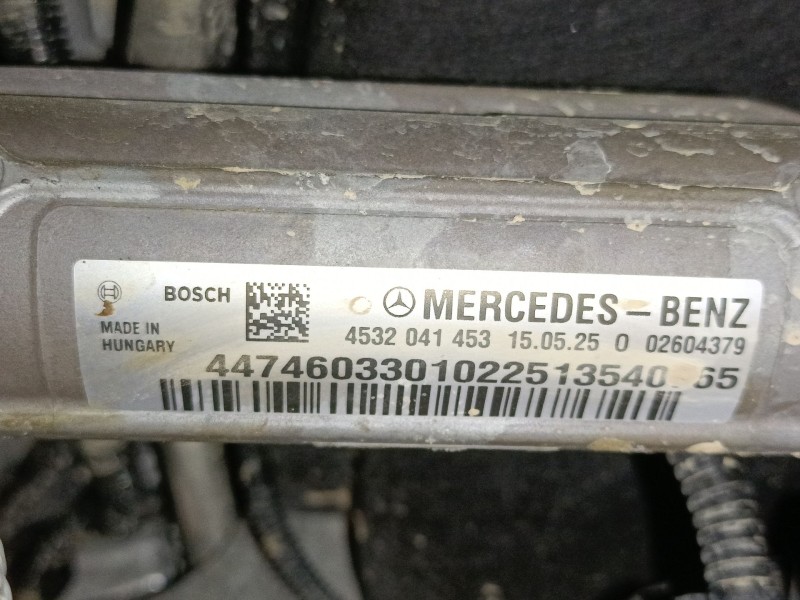 BOSCH MERCEDES-BENZ
MADE IN
HUNGARY
4532 041 453 15.05.25 0 02604379